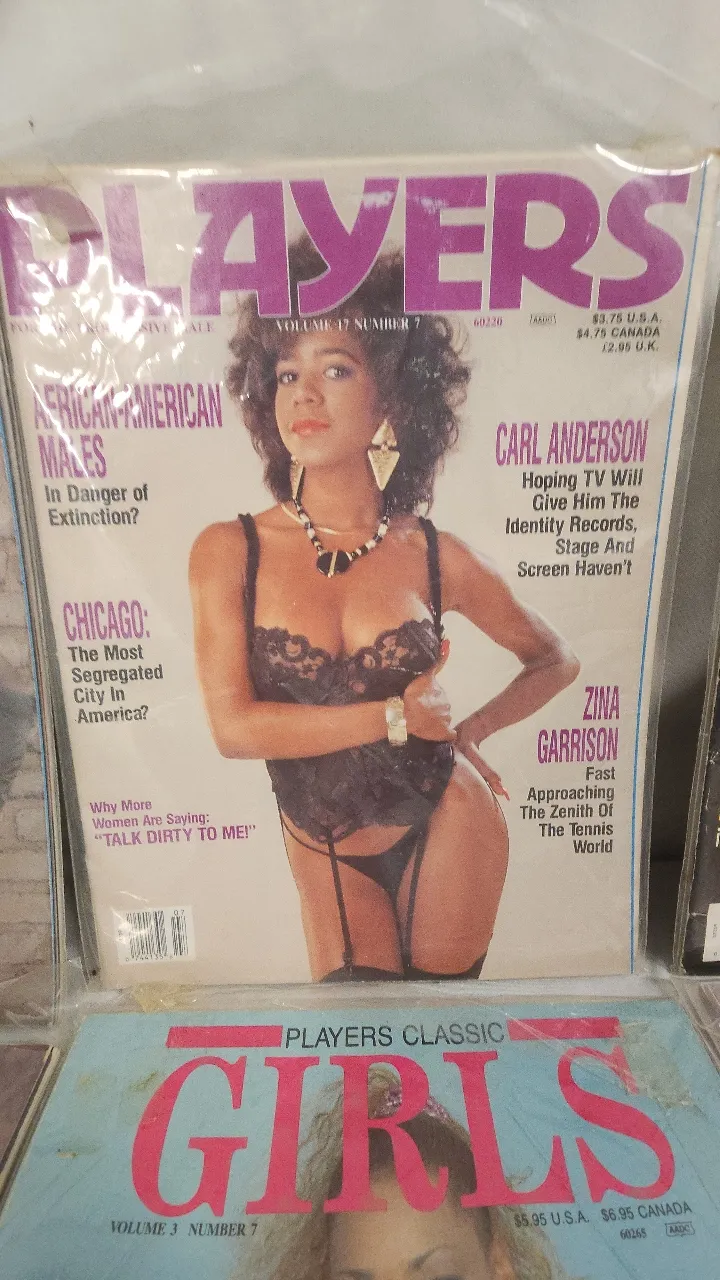 PLAYERS
VOLUME 17 NUMBER 7
60220
AADC
$3.75 U.S.A.
$4.75 CANADA
£2.95 U.K.
AFRICAN-AMERICAN
MALES
In Danger of
Extinction?
CARL ANDERSON
Hoping TV Will
Give Him The
Identity Records,
Stage And
Screen Haven't
CHICAGO:
The Most
Segregated
City In
America?
ZINA
GARRISON
Fast
Approaching
The Zenith Of
The Tennis
World
Why More
Women Are Saying:
"TALK DIRTY TO ME!"
07
PLAYERS CLASSIC
GIRLS
VOLUME 3 NUMBER 7
$5.95 U.S.A. $6.95 CANADA
60265
AADC